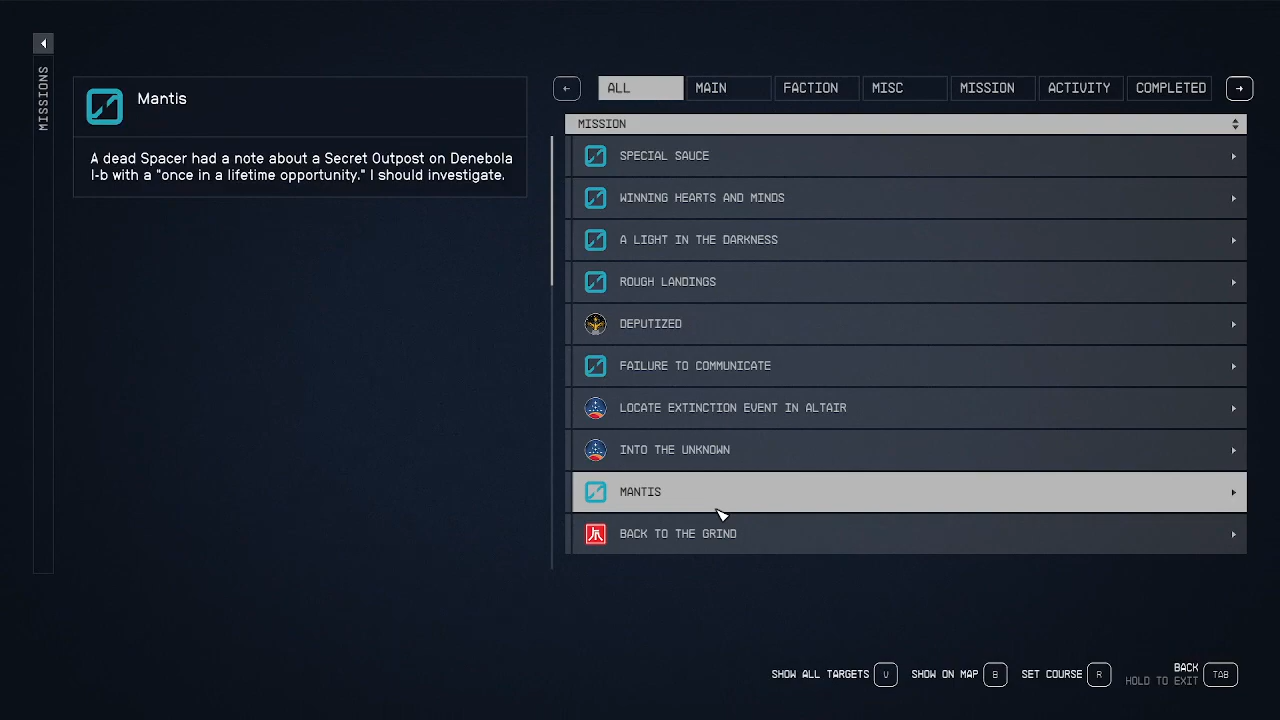 MISSIONS
Mantis
A dead Spacer had a note about a Secret Outpost on Denebola
I-b with a "once in a lifetime opportunity." I should investigate.
ALL MAIN FACTION MISC MISSION ACTIVITY COMPLETED
MISSION
SPECIAL SAUCE
WINNING HEARTS AND MINDS
A LIGHT IN THE DARKNESS
ROUGH LANDINGS
DEPUTIZED
FAILURE TO COMMUNICATE
LOCATE EXTINCTION EVENT IN ALTAIR
INTO THE UNKNOWN
MANTIS
BACK TO THE GRIND
SHOW ALL TARGETS V SHOW ON MAP B SET COURSE R BACK TAB
HOLD TO EXIT